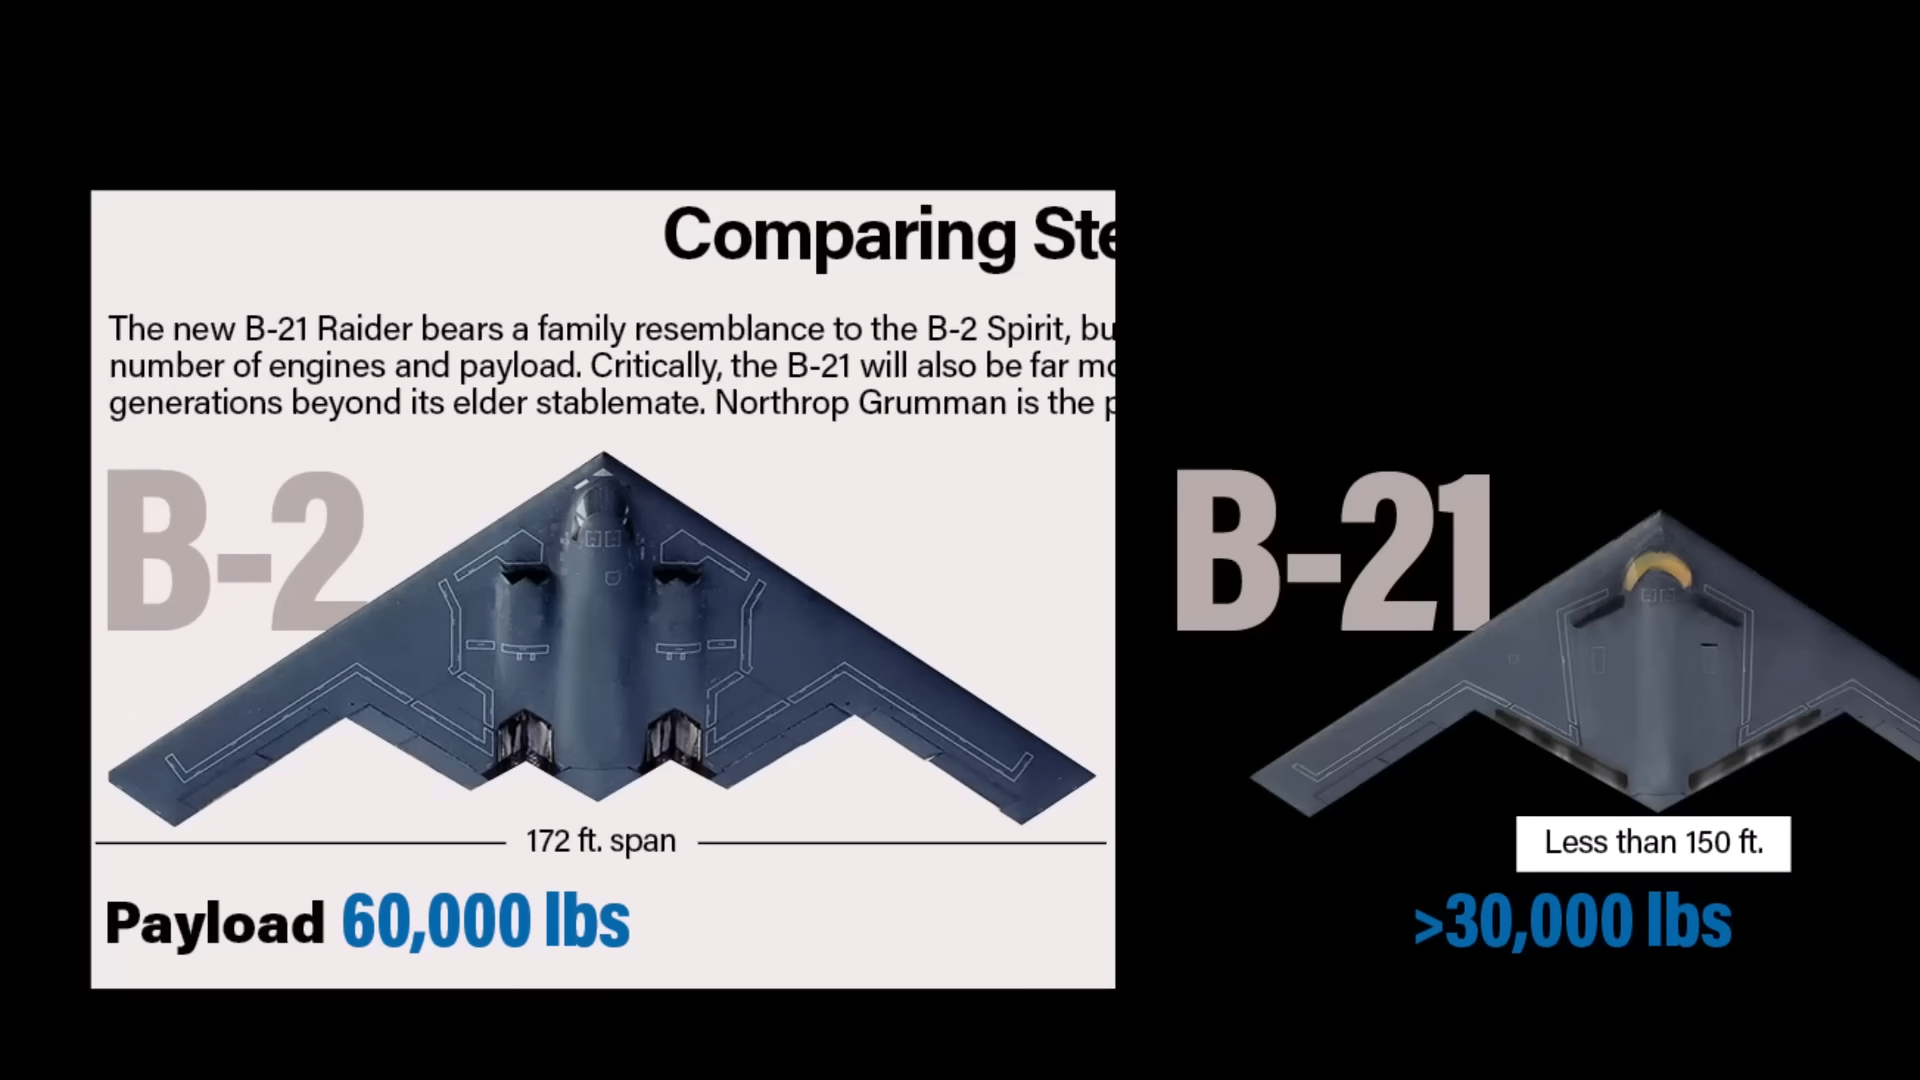 Comparing Ste
The new B-21 Raider bears a family resemblance to the B-2 Spirit, bu
number of engines and payload. Critically, the B-21 will also be far mo
generations beyond its elder stablemate. Northrop Grumman is the p
B-2
B-21
172 ft. span
Less than 150 ft.
Payload 60,000 lbs
>30,000 lbs